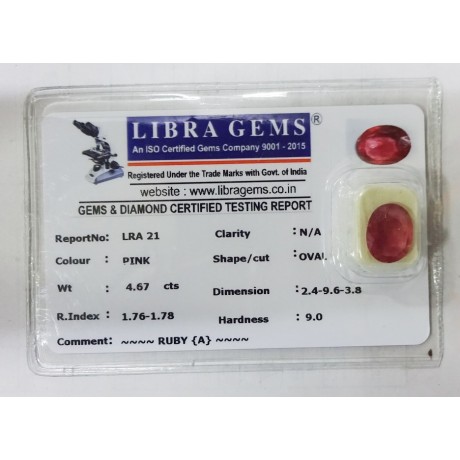 LIBRA GEMS ®
An ISO Certified Gems Company 9001 - 2015
Registered Under the Trade Marks with Govt. of India
website : www.libragems.co.in
GEMS & DIAMOND CERTIFIED TESTING REPORT
ReportNo: LRA 21 Clarity : N/A
Colour : PINK Shape/cut : OVAL
Wt : 4.67 cts Dimension : 2.4-9.6-3.8
R.Index : 1.76-1.78 Hardness : 9.0
Comment: ~~~~ RUBY {A} ~~~~